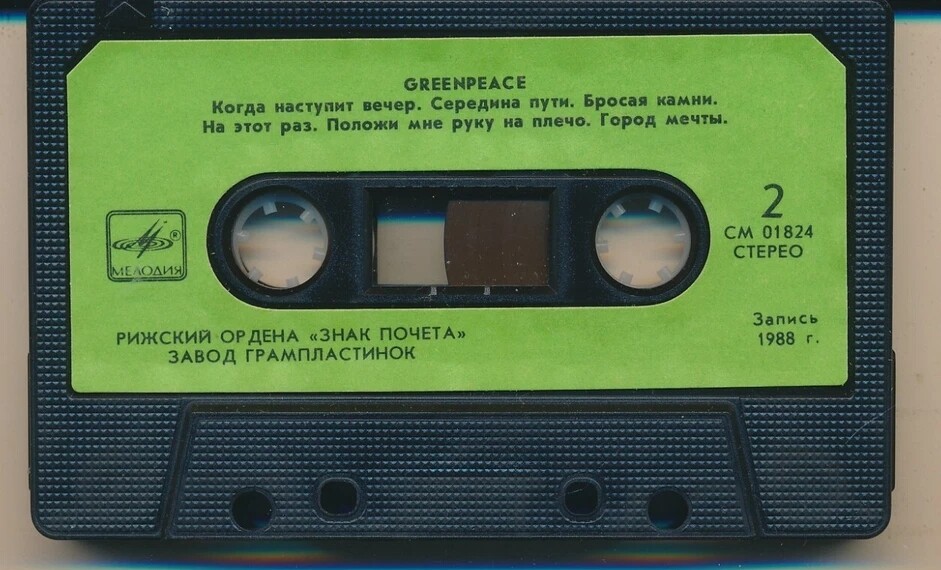 GREENPEACE
Когда наступит вечер. Середина пути. Бросая камни.
На этот раз. Положи мне руку на плечо. Город мечты.
2
СМ 01824
СТЕРЕО
®
МЕЛОДИЯ
Запись
1988 г.
РИЖСКИЙ ОРДЕНА «ЗНАК ПОЧЕТА»
ЗАВОД ГРАМПЛАСТИНОК